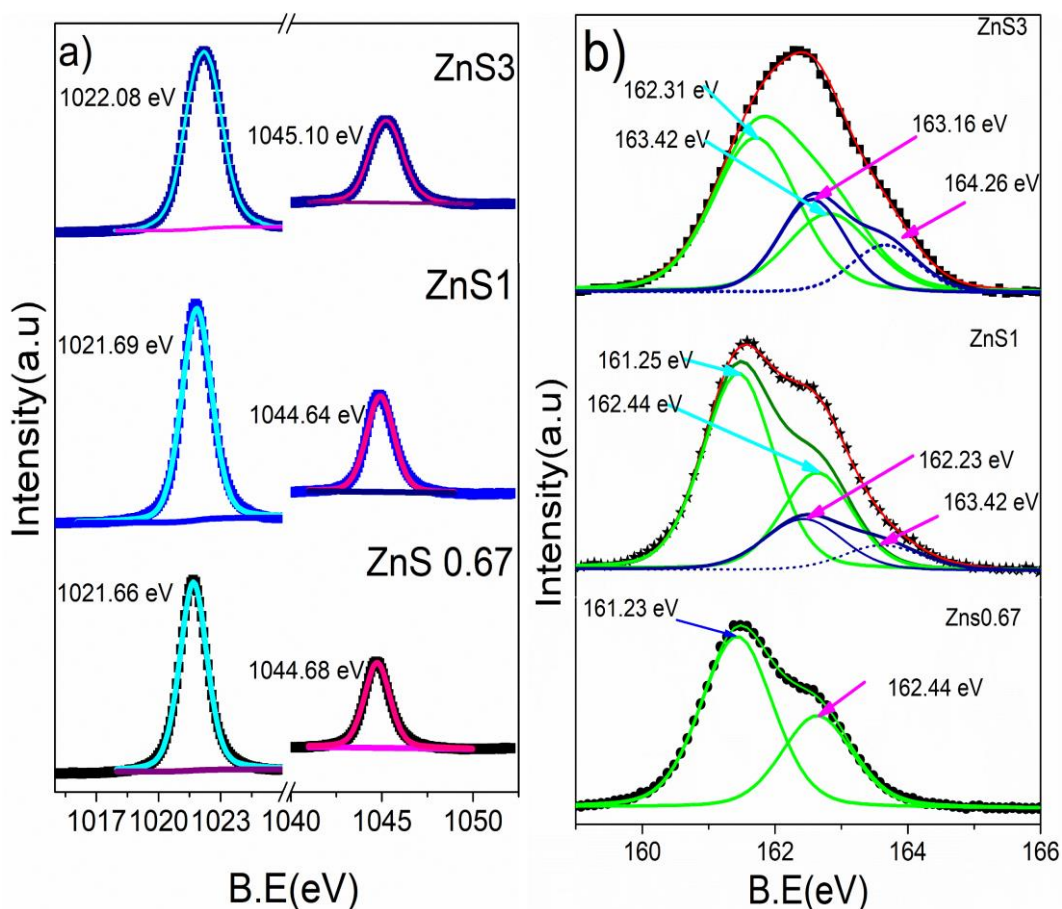 a)
ZnS3
1022.08 eV
1045.10 eV
ZnS1
1021.69 eV
1044.64 eV
ZnS 0.67
1021.66 eV
1044.68 eV
Intensity(a.u)
1017 1020 1023 1040 1045 1050
B.E(eV)
b)
ZnS3
162.31 eV
163.42 eV
163.16 eV
164.26 eV
ZnS1
161.25 eV
162.44 eV
162.23 eV
163.42 eV
Zns0.67
161.23 eV
162.44 eV
Intensity(a.u)
160 162 164 166
B.E(eV)